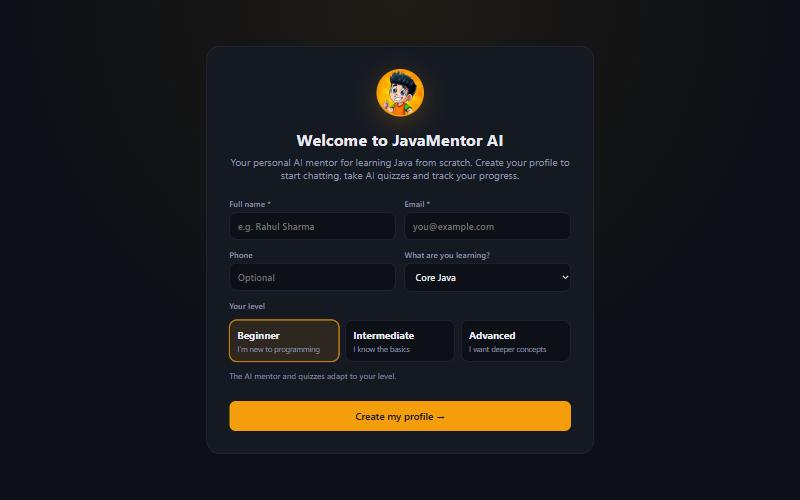 Welcome to JavaMentor AI
Your personal AI mentor for learning Java from scratch. Create your profile to
start chatting, take AI quizzes and track your progress.
Full name * Email *
e.g. Rahul Sharma you@example.com
Phone What are you learning?
Optional Core Java
Your level
Beginner Intermediate Advanced
I'm new to programming I know the basics I want deeper concepts
The AI mentor and quizzes adapt to your level.
Create my profile →